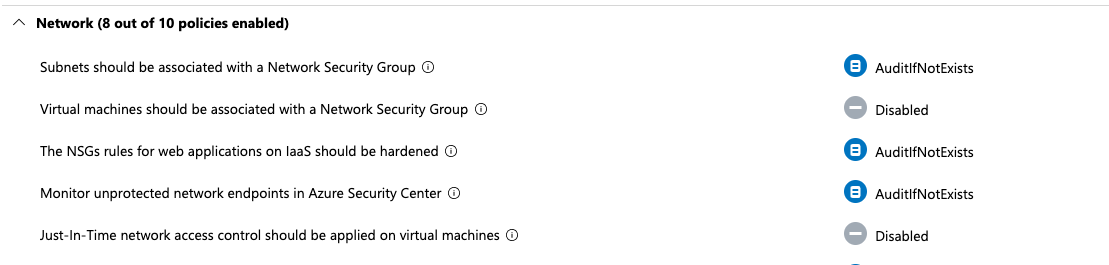 Network (8 out of 10 policies enabled)
Subnets should be associated with a Network Security Group AuditIfNotExists
Virtual machines should be associated with a Network Security Group Disabled
The NSGs rules for web applications on IaaS should be hardened AuditIfNotExists
Monitor unprotected network endpoints in Azure Security Center AuditIfNotExists
Just-In-Time network access control should be applied on virtual machines Disabled